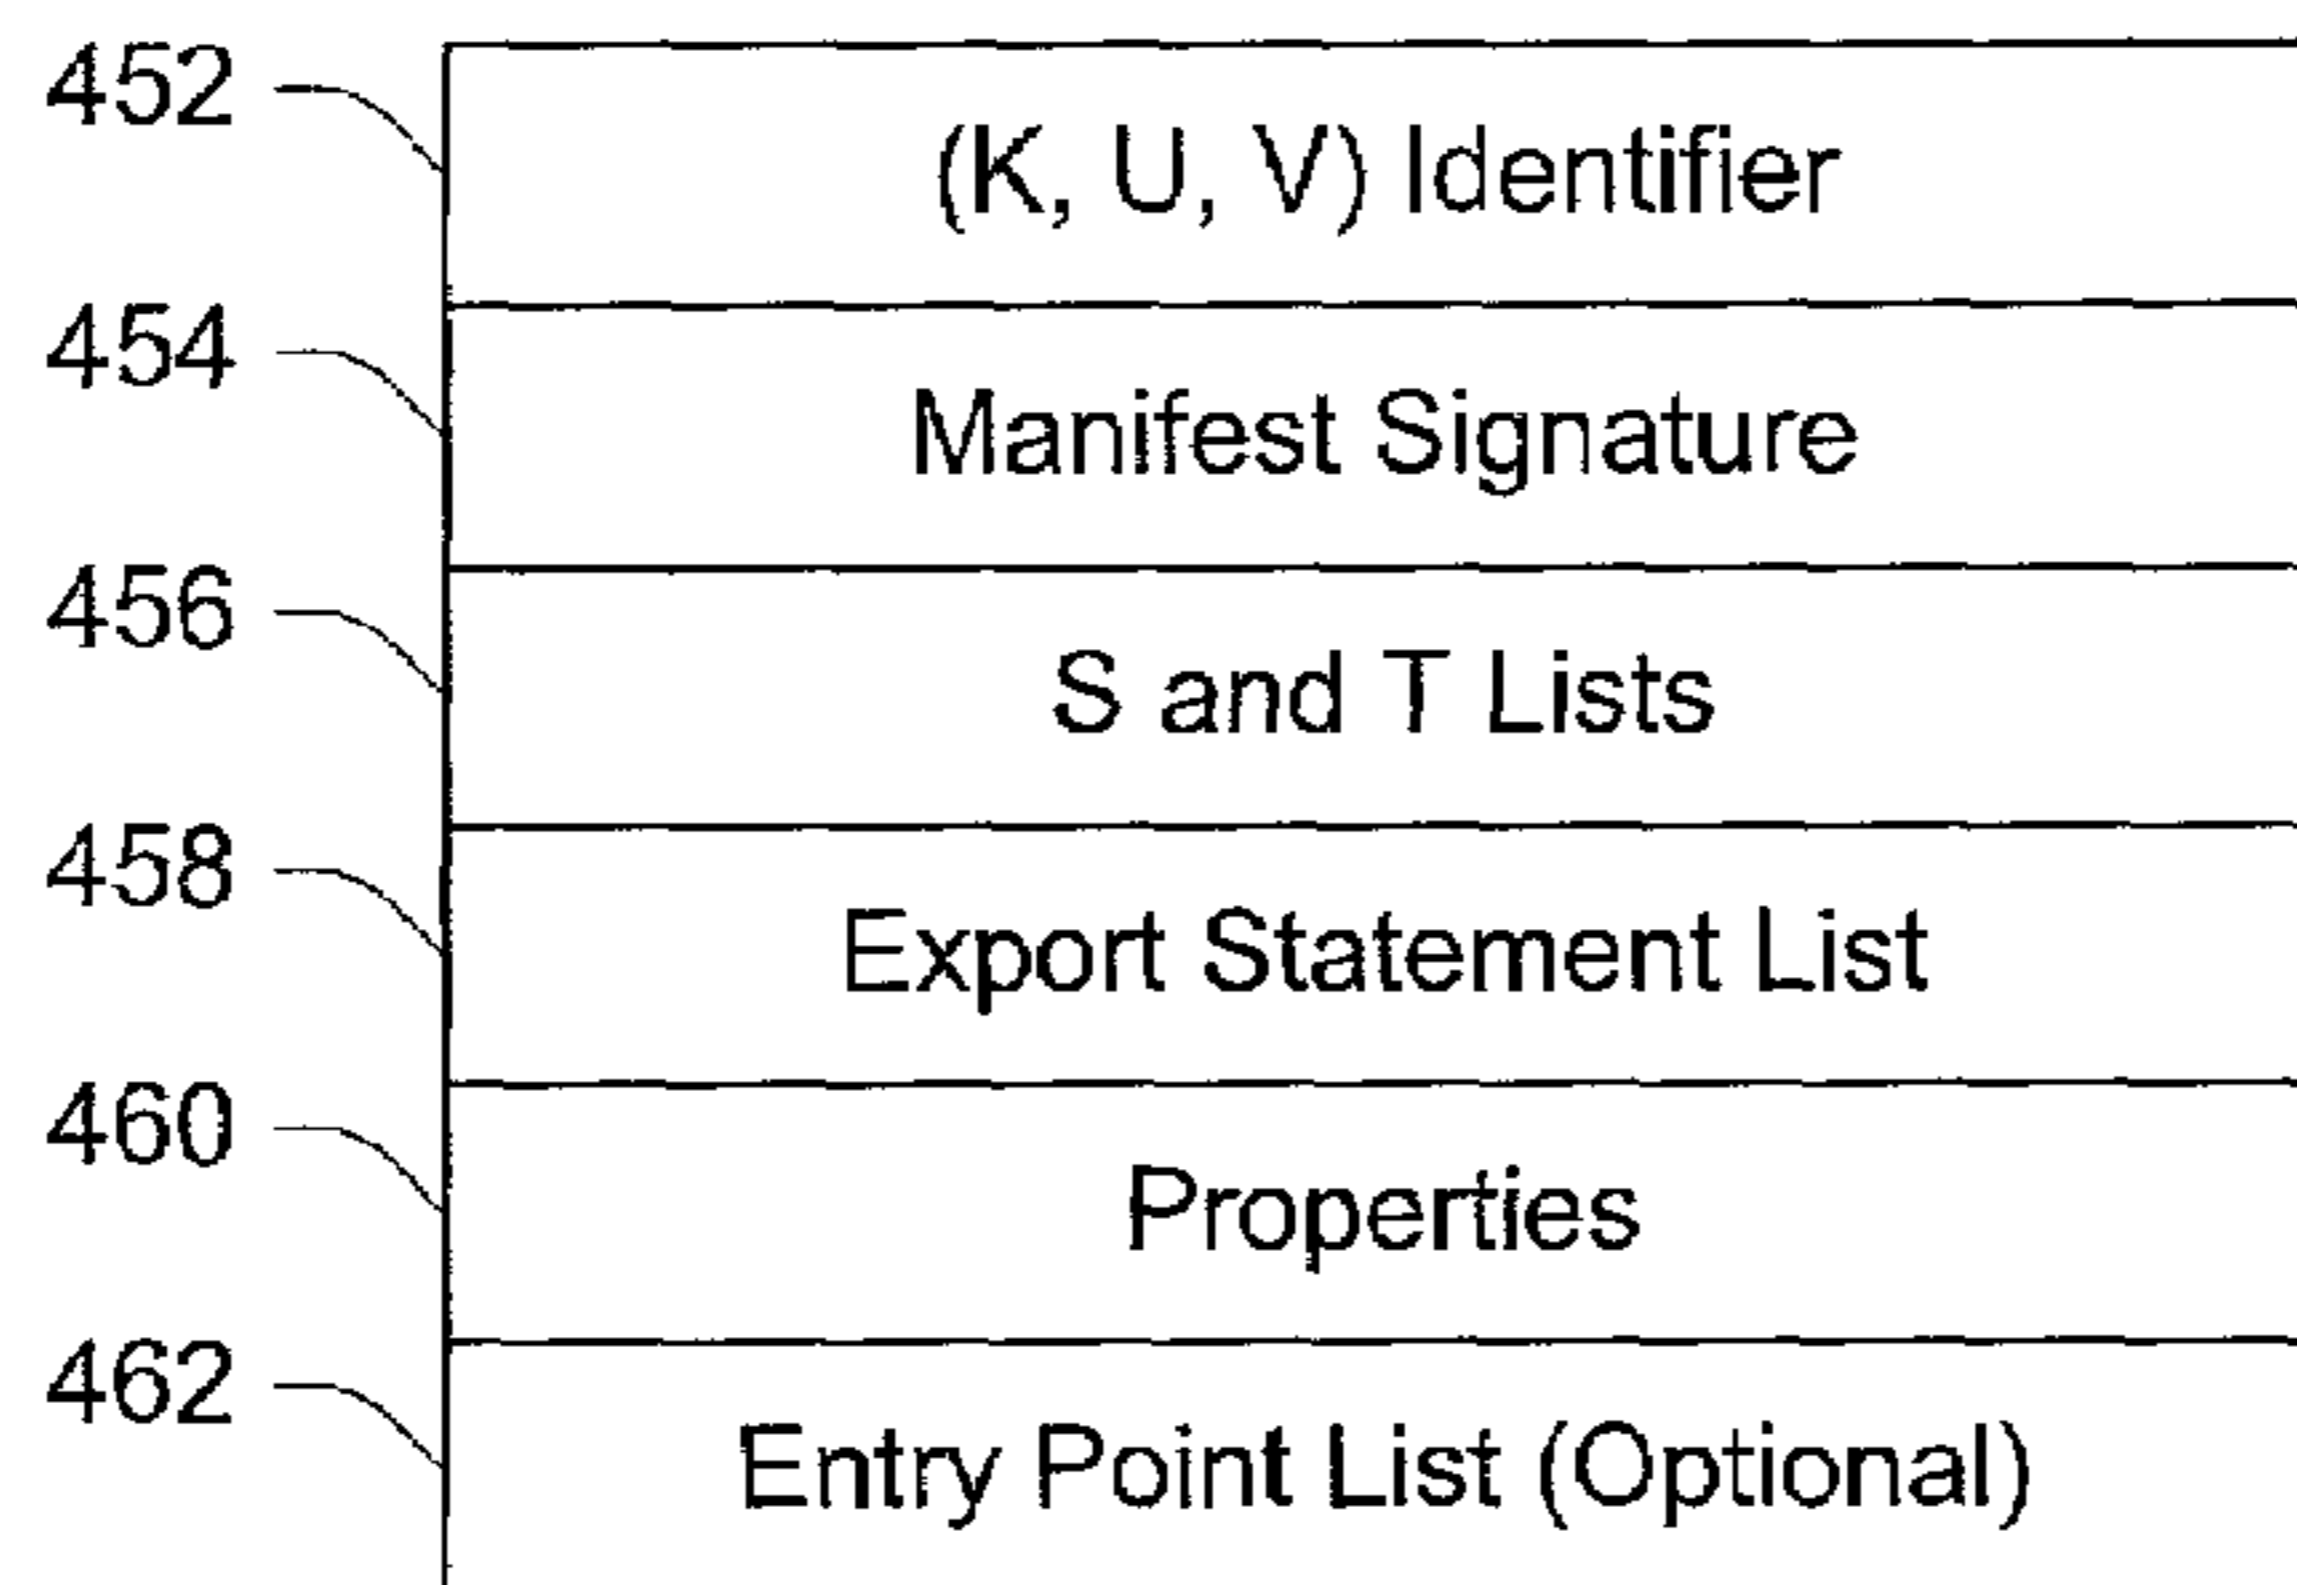 452 (K, U, V) Identifier
454 Manifest Signature
456 S and T Lists
458 Export Statement List
460 Properties
462 Entry Point List (Optional)